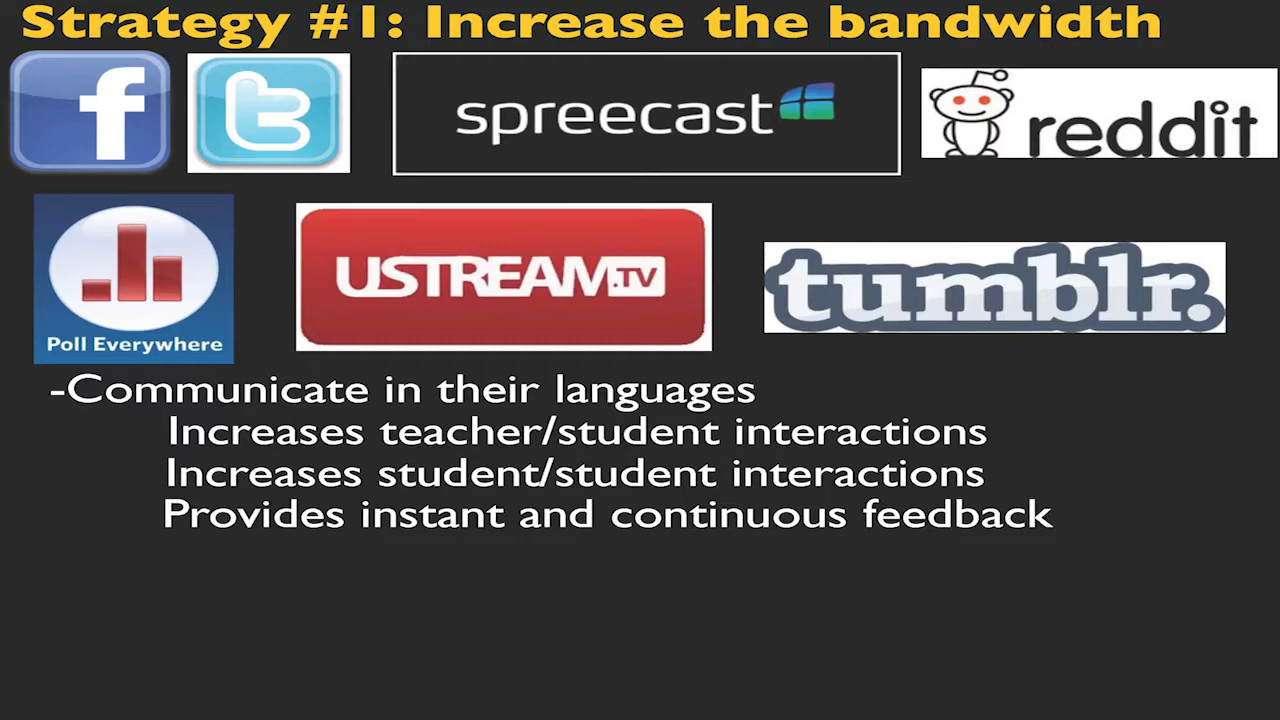 Strategy #1: Increase the bandwidth
f
t
spreecast
reddit
Poll Everywhere
USTREAM.TV
tumblr.
-Communicate in their languages
Increases teacher/student interactions
Increases student/student interactions
Provides instant and continuous feedback